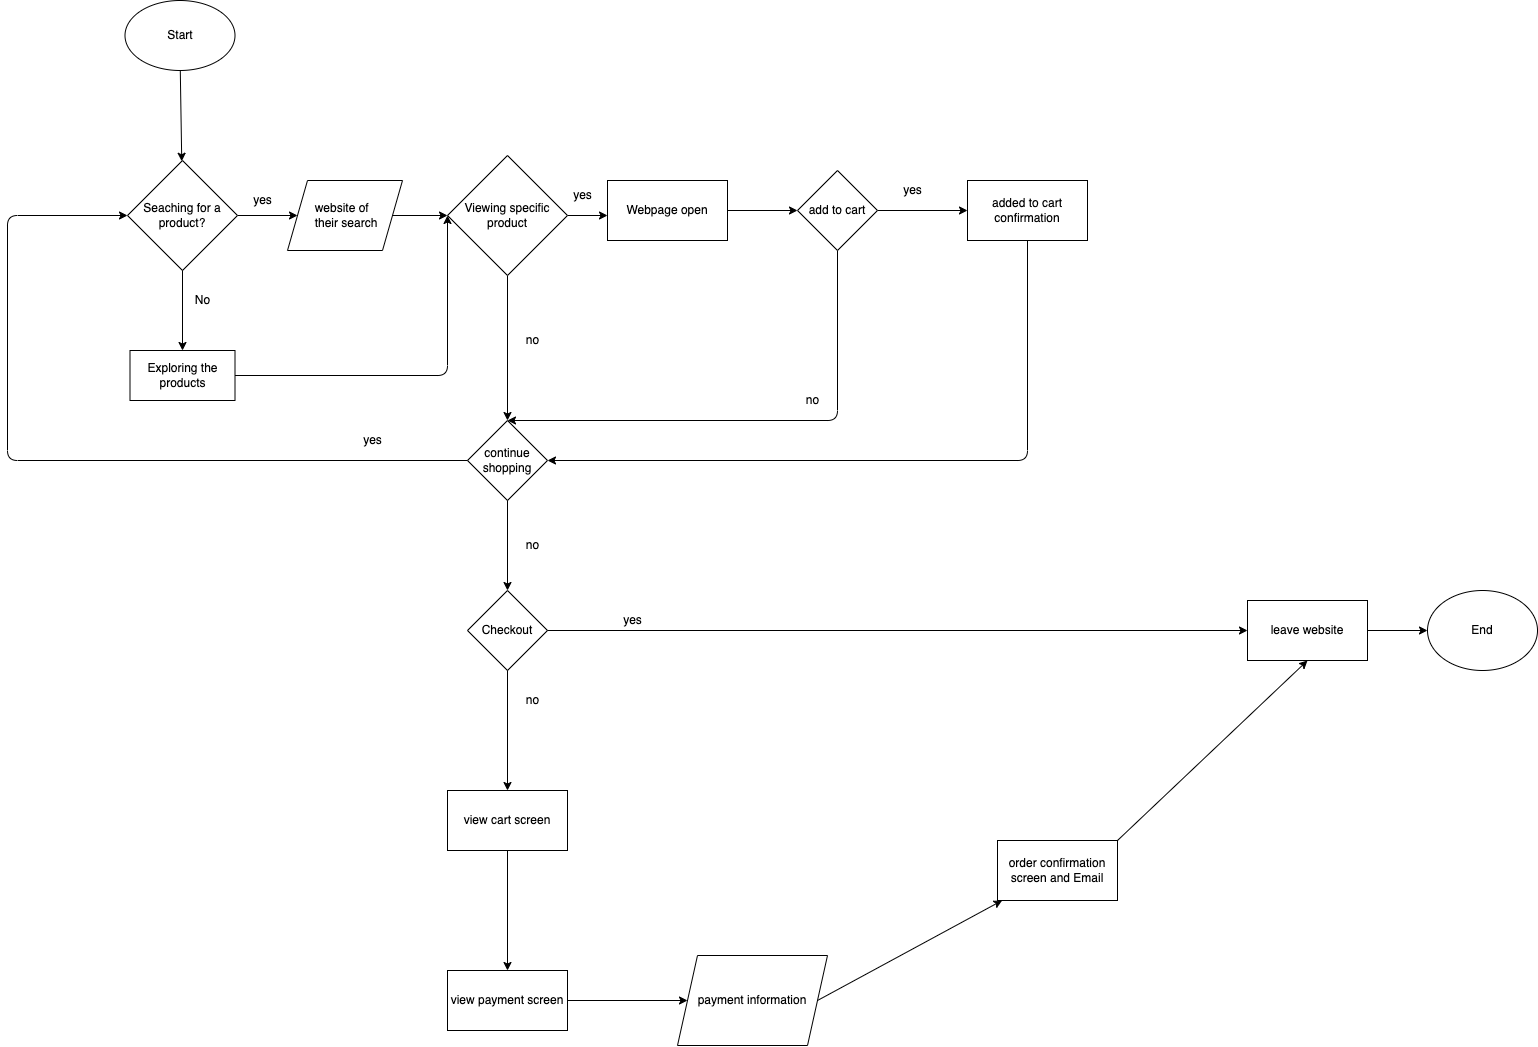 Start
Seaching for a
product?
yes
website of
their search
Viewing specific
product
yes
Webpage open
add to cart
yes
added to cart
confirmation
No
Exploring the
products
no
no
yes
continue
shopping
no
Checkout
yes
leave website
End
no
view cart screen
order confirmation
screen and Email
view payment screen
payment information